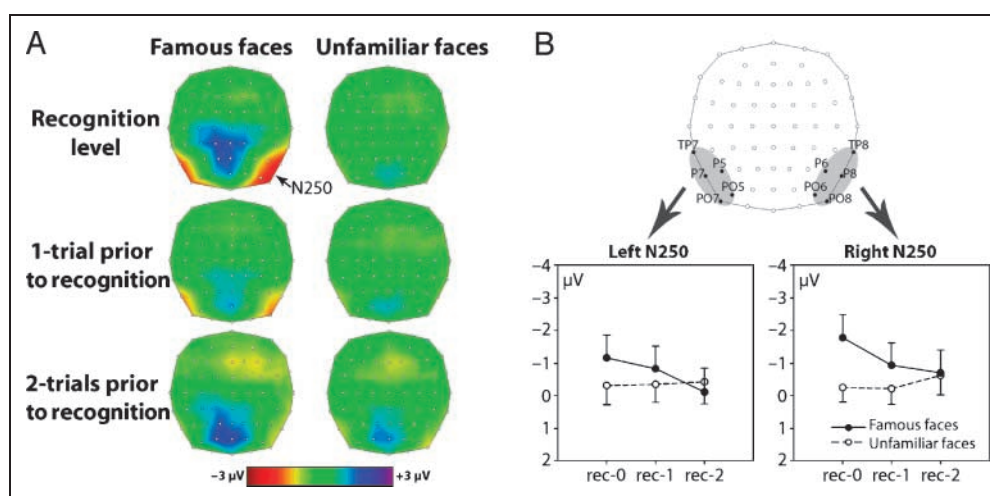 A
Famous faces
Unfamiliar faces
Recognition
level
N250
1-trial prior
to recognition
2-trials prior
to recognition
−3 µV
+3 µV
B
TP7
TP8
P5
P6
P7
P8
PO5
PO6
PO7
PO8
Left N250
−4
−3
−2
−1
0
1
2
µV
rec-0
rec-1
rec-2
Right N250
−4
−3
−2
−1
0
1
2
µV
Famous faces
Unfamiliar faces
rec-0
rec-1
rec-2